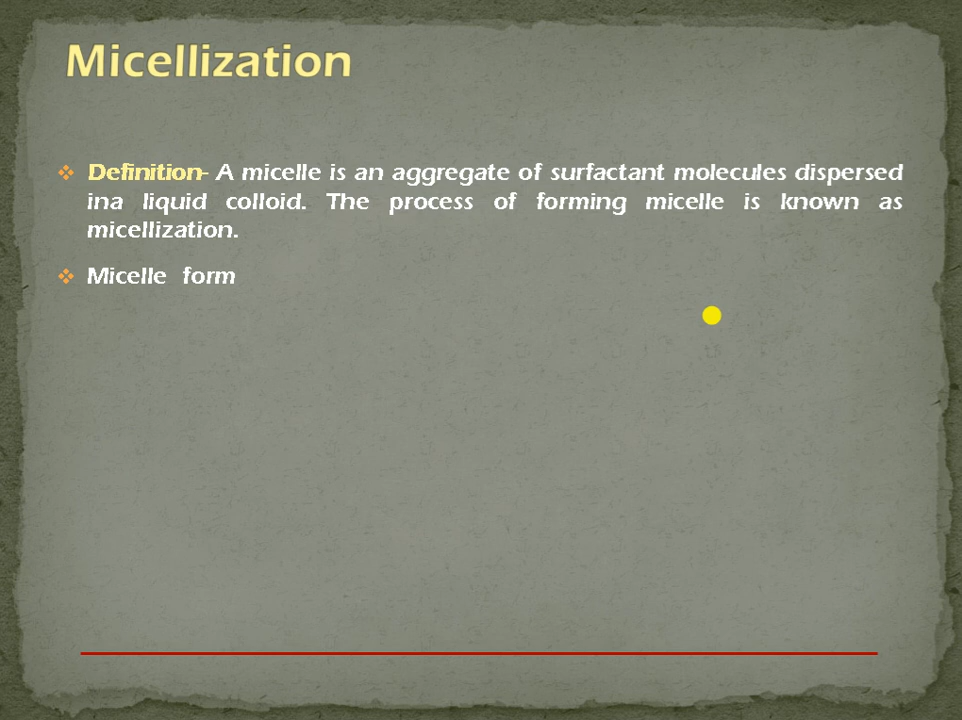 Micellization
Definition- A micelle is an aggregate of surfactant molecules dispersed
ina liquid colloid. The process of forming micelle is known as
micellization.
Micelle form